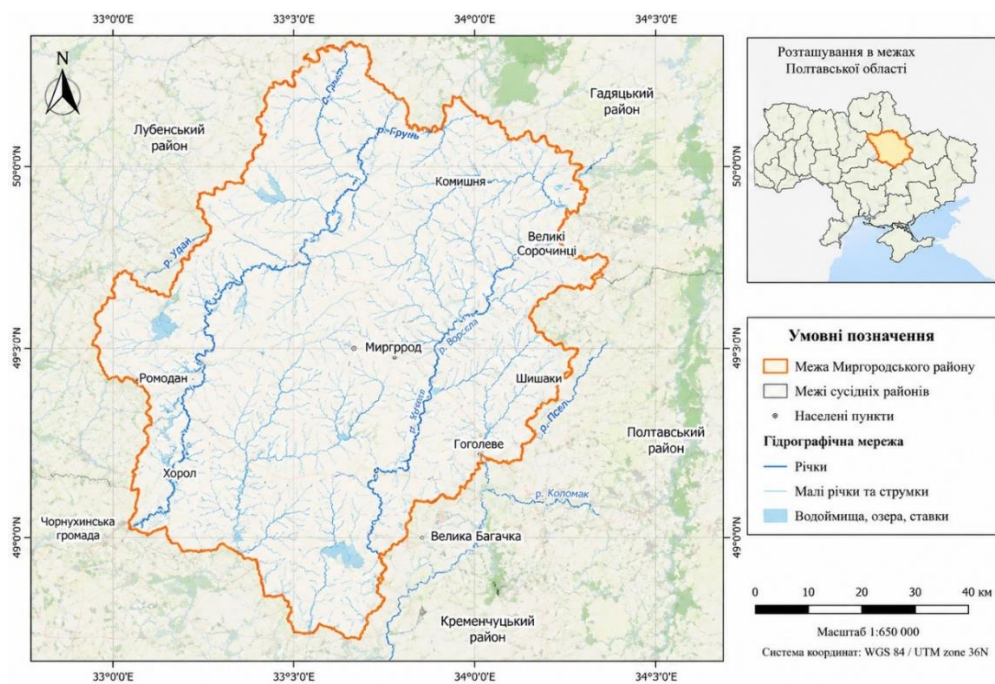 33°0'0"E
33°3'0"E
34°0'0"E
34°3'0"E
N
Лубенський
район
Гадяцький
район
р. Грунь
Комишня
Великі
Сорочинці
р. Удай
50°0'0"N
50°0'0"N
49°3'0"N
49°3'0"N
49°0'0"N
49°0'0"N
Миргррод
р. Ворскла
Ромодан
Шишаки
р. Псел
Полтавський
район
Гоголеве
Хорол
р. Коломак
Чорнухинська
громада
Велика Багачка
Кременчуцький
район
33°0'0"E
33°3'0"E
34°0'0"E
34°3'0"E
Розташування в межах
Полтавської області
Умовні позначення
Межа Миргородського району
Межі сусідніх районів
Населені пункти
Гідрографічна мережа
Річки
Малі річки та струмки
Водоймища, озера, ставки
0 10 20 30 40 км
Масштаб 1:650 000
Система координат: WGS 84 / UTM zone 36N